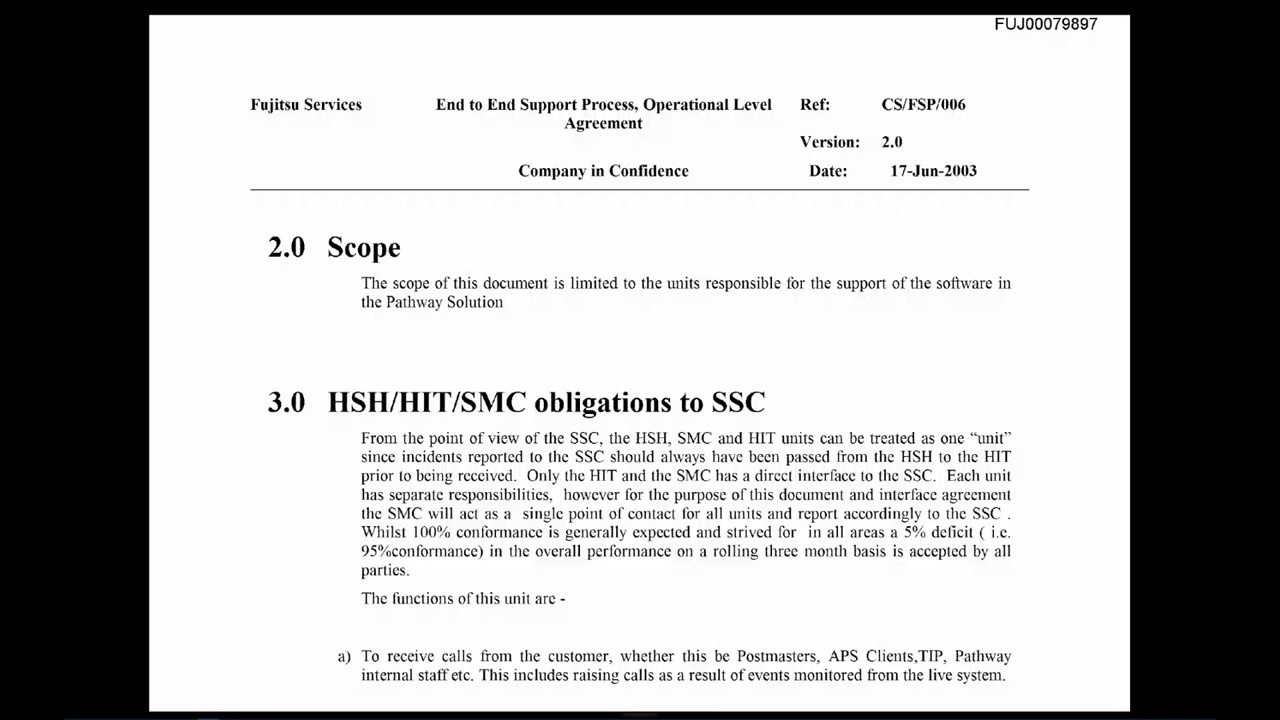 FUJ00079897
Fujitsu Services End to End Support Process, Operational Level Ref: CS/FSP/006
Agreement
Version: 2.0
Company in Confidence Date: 17-Jun-2003
2.0 Scope
The scope of this document is limited to the units responsible for the support of the software in
the Pathway Solution
3.0 HSH/HIT/SMC obligations to SSC
From the point of view of the SSC, the HSH, SMC and HIT units can be treated as one “unit”
since incidents reported to the SSC should always have been passed from the HSH to the HIT
prior to being received. Only the HIT and the SMC has a direct interface to the SSC. Each unit
has separate responsibilities, however for the purpose of this document and interface agreement
the SMC will act as a single point of contact for all units and report accordingly to the SSC .
Whilst 100% conformance is generally expected and strived for in all areas a 5% deficit ( i.e.
95%conformance) in the overall performance on a rolling three month basis is accepted by all
parties.
The functions of this unit are -
a) To receive calls from the customer, whether this be Postmasters, APS Clients,TIP, Pathway
internal staff etc. This includes raising calls as a result of events monitored from the live system.